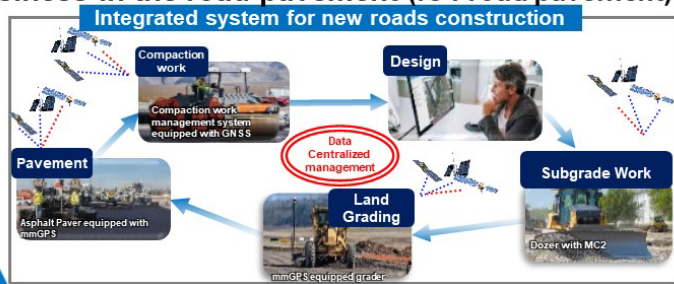 Integrated system for new roads construction
Compaction
work
Compaction work
management system
equipped with GNSS
Design
Data
Centralized
management
Pavement
Asphalt Paver equipped with
mmGPS
Land
Grading
mmGPS equipped grader
Subgrade Work
Dozer with MC2